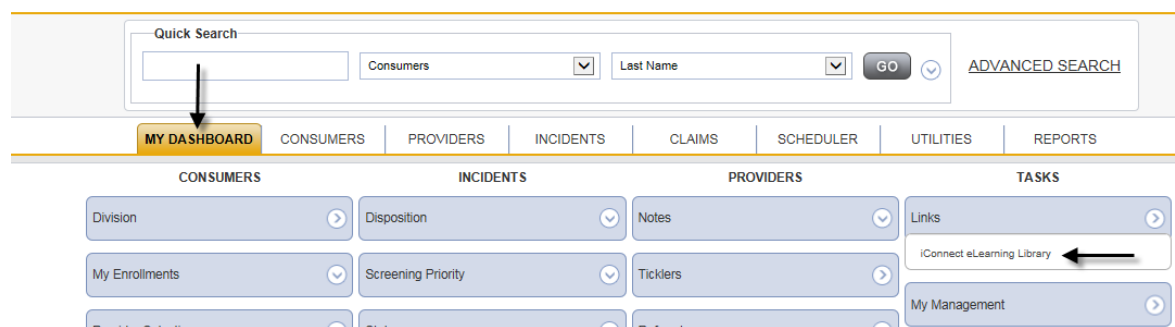 Quick Search
Consumers Last Name GO ADVANCED SEARCH
MY DASHBOARD CONSUMERS PROVIDERS INCIDENTS CLAIMS SCHEDULER UTILITIES REPORTS
CONSUMERS INCIDENTS PROVIDERS TASKS
Division Disposition Notes Links
iConnect eLearning Library
My Enrollments Screening Priority Ticklers
My Management